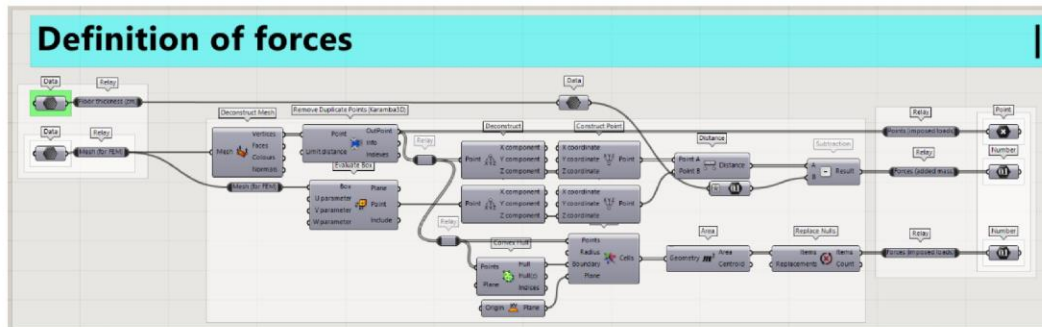 Definition of forces
Data
Relay
Floor thickness (cm)
Data
Relay
Mesh (for FEM)
Deconstruct Mesh
Mesh
Vertices
Faces
Colours
Normals
Remove Duplicate Points (Karamba3D)
Point
Limit distance
OutPoint
Info
Indexes
Mesh (for FEM)
Evaluate Box
Box
U parameter
V parameter
W parameter
Plane
Point
Include
Relay
Deconstruct
Point
X component
Y component
Z component
Point
X component
Y component
Z component
Construct Point
X coordinate
Y coordinate
Z coordinate
Point
X coordinate
Y coordinate
Z coordinate
Point
Data
Distance
Point A
Point B
Distance
Subtraction
A
B
Result
Relay
Convex Hull
Points
Plane
Hull
Hull(z)
Indices
Origin
Plane
Points
Radius
Boundary
Plane
Cells
Area
Geometry
Area
Centroid
Replace Nulls
Items
Replacements
Items
Count
Relay
Points (imposed loads)
Relay
Forces (added mass)
Relay
Forces (imposed loads)
Point
Number
Number